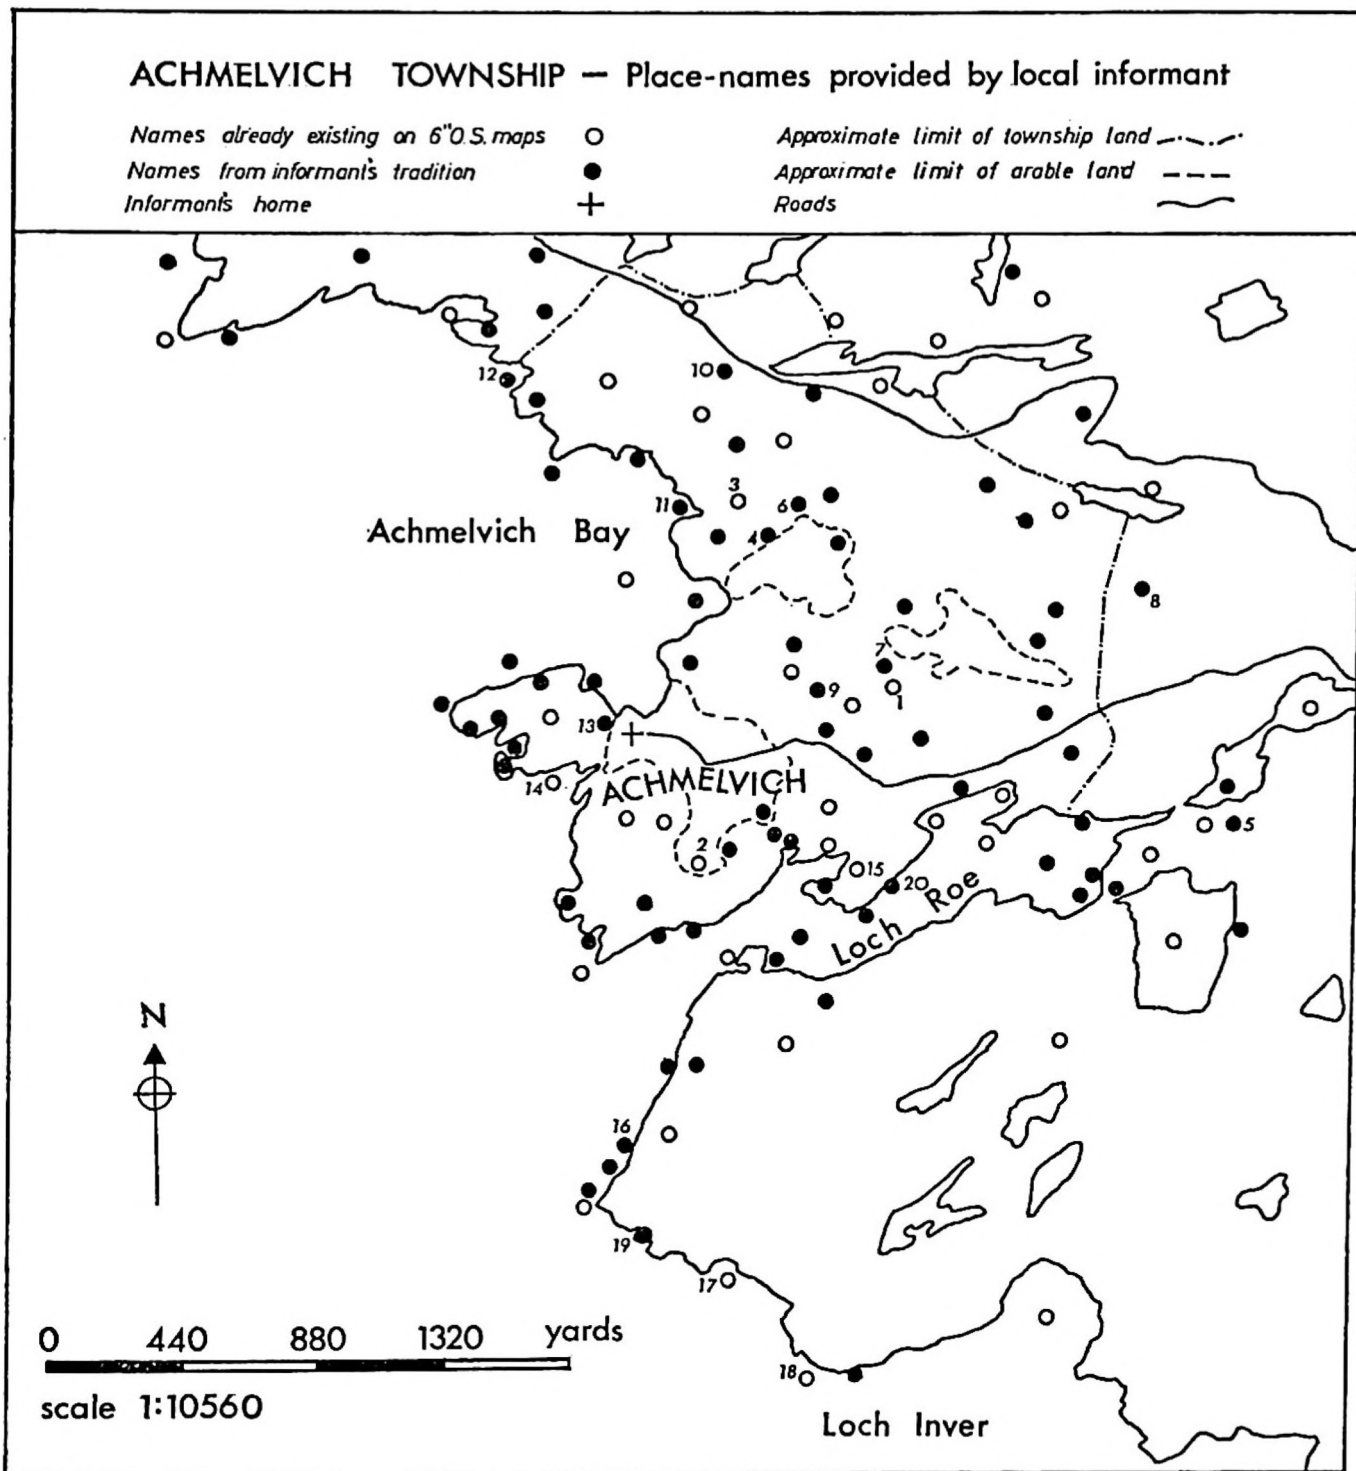 ACHMELVICH TOWNSHIP — Place-names provided by local informant
Names already existing on 6" O.S. maps
Names from informant's tradition
Informant's home
Approximate limit of township land
Approximate limit of arable land
Roads
12
10
3
11
6
4
Achmelvich Bay
8
7
9
1
13
14
ACHMELVICH
2
15
20
5
Loch Roe
N
16
19
17
18
0 440 880 1320 yards
scale 1:10560
Loch Inver